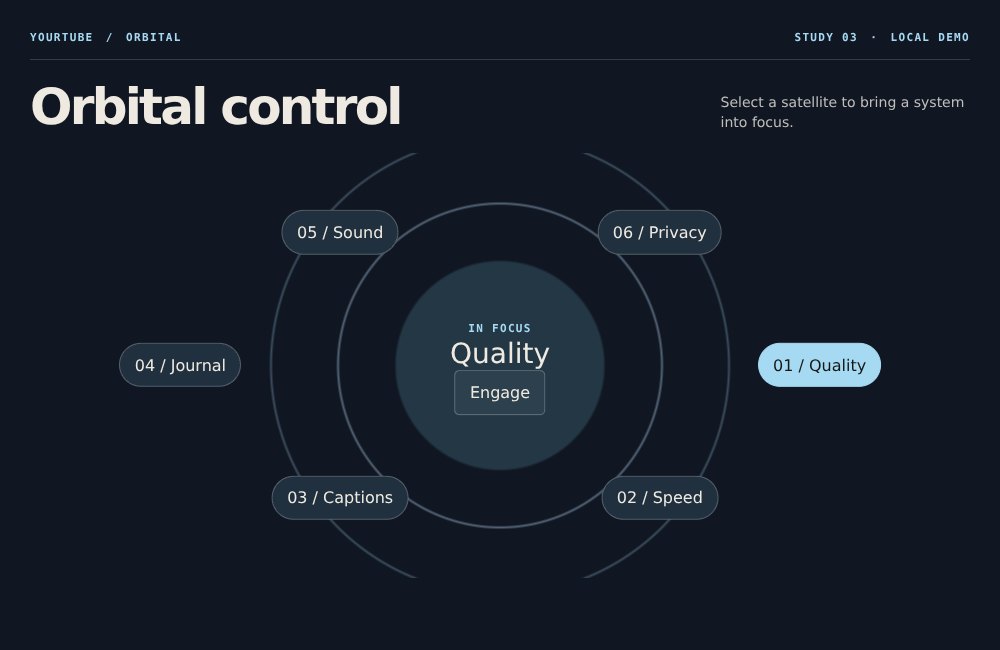 YOURTUBE / ORBITAL
STUDY 03 · LOCAL DEMO
Orbital control
Select a satellite to bring a system
into focus.
05 / Sound
06 / Privacy
IN FOCUS
Quality
04 / Journal
01 / Quality
Engage
03 / Captions
02 / Speed